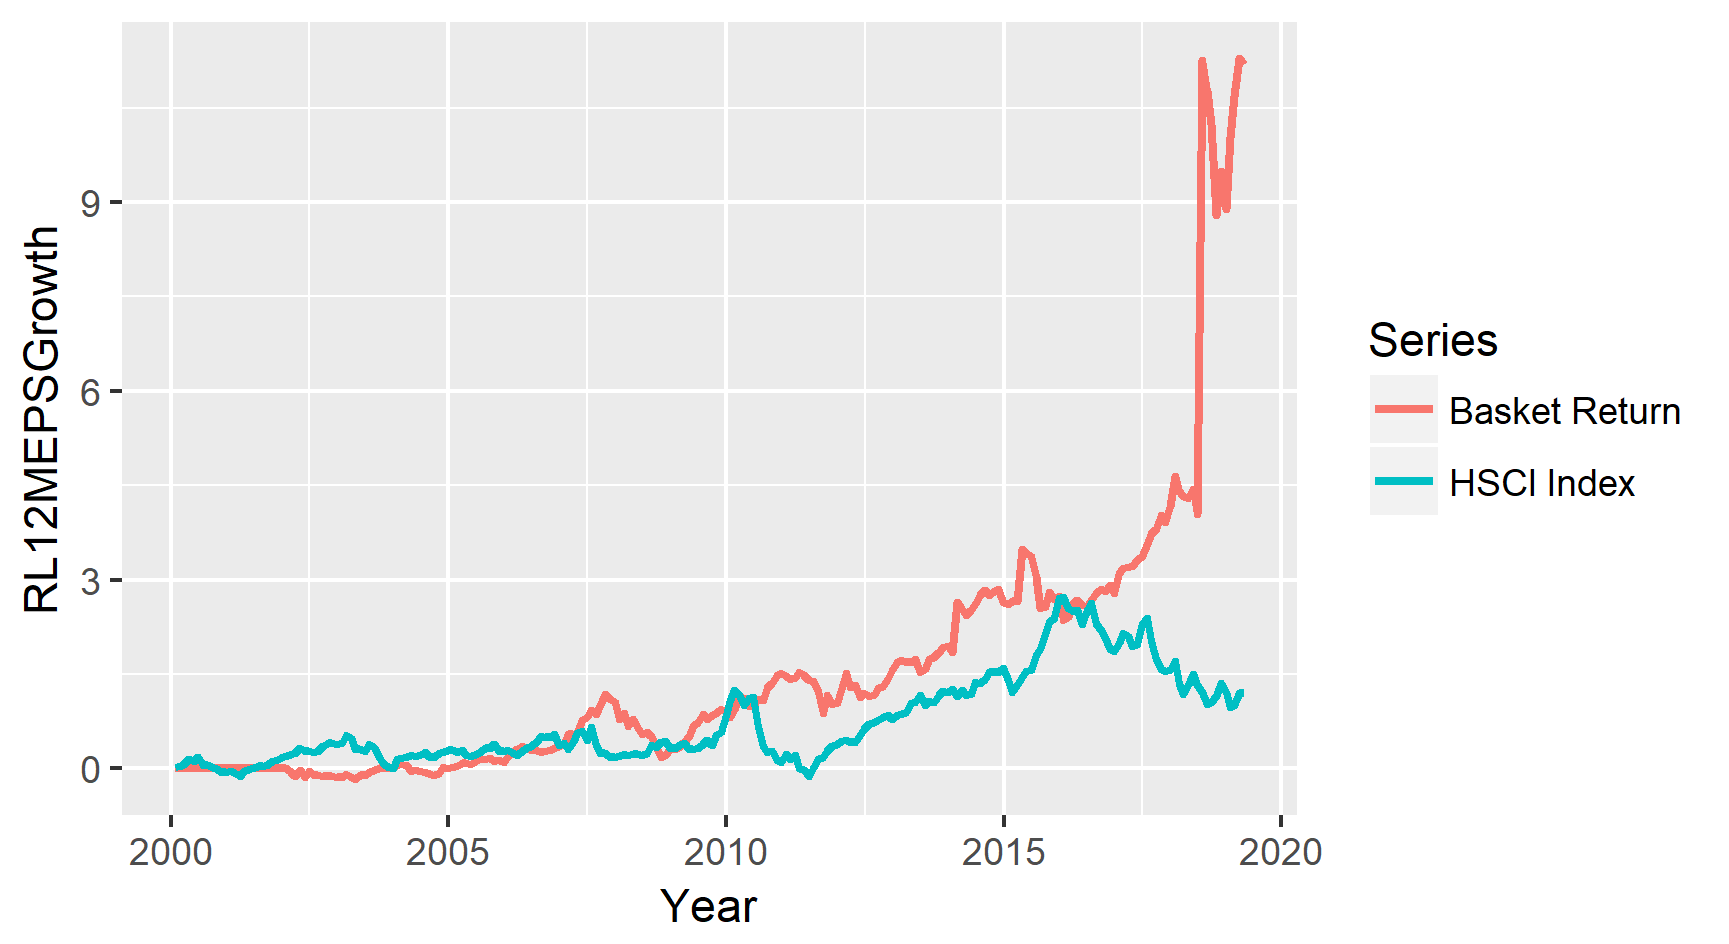 RL12MEPSGrowth
9
6
3
0
2000 2005 2010 2015 2020
Year
Series
Basket Return
HSCI Index